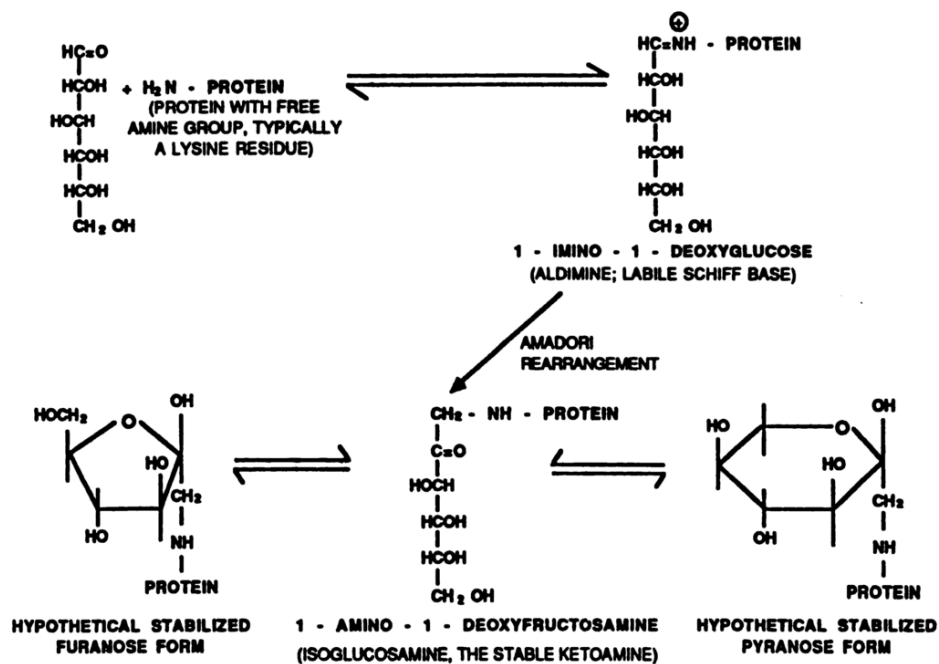 HC=O
HCOH
HOCH
HCOH
HCOH
CH2 OH
+ H2N - PROTEIN
(PROTEIN WITH FREE
AMINE GROUP, TYPICALLY
A LYSINE RESIDUE)
+
HC=NH - PROTEIN
HCOH
HOCH
HCOH
HCOH
CH2 OH
1 - IMINO - 1 - DEOXYGLUCOSE
(ALDIMINE; LABILE SCHIFF BASE)
AMADORI
REARRANGEMENT
HOCH2
O
OH
HO
CH2
HO
NH
PROTEIN
HYPOTHETICAL STABILIZED
FURANOSE FORM
CH2 - NH - PROTEIN
C=O
HOCH
HCOH
HCOH
CH2 OH
1 - AMINO - 1 - DEOXYFRUCTOSAMINE
(ISOGLUCOSAMINE, THE STABLE KETOAMINE)
OH
HO
O
HO
CH2
OH
NH
PROTEIN
HYPOTHETICAL STABILIZED
PYRANOSE FORM